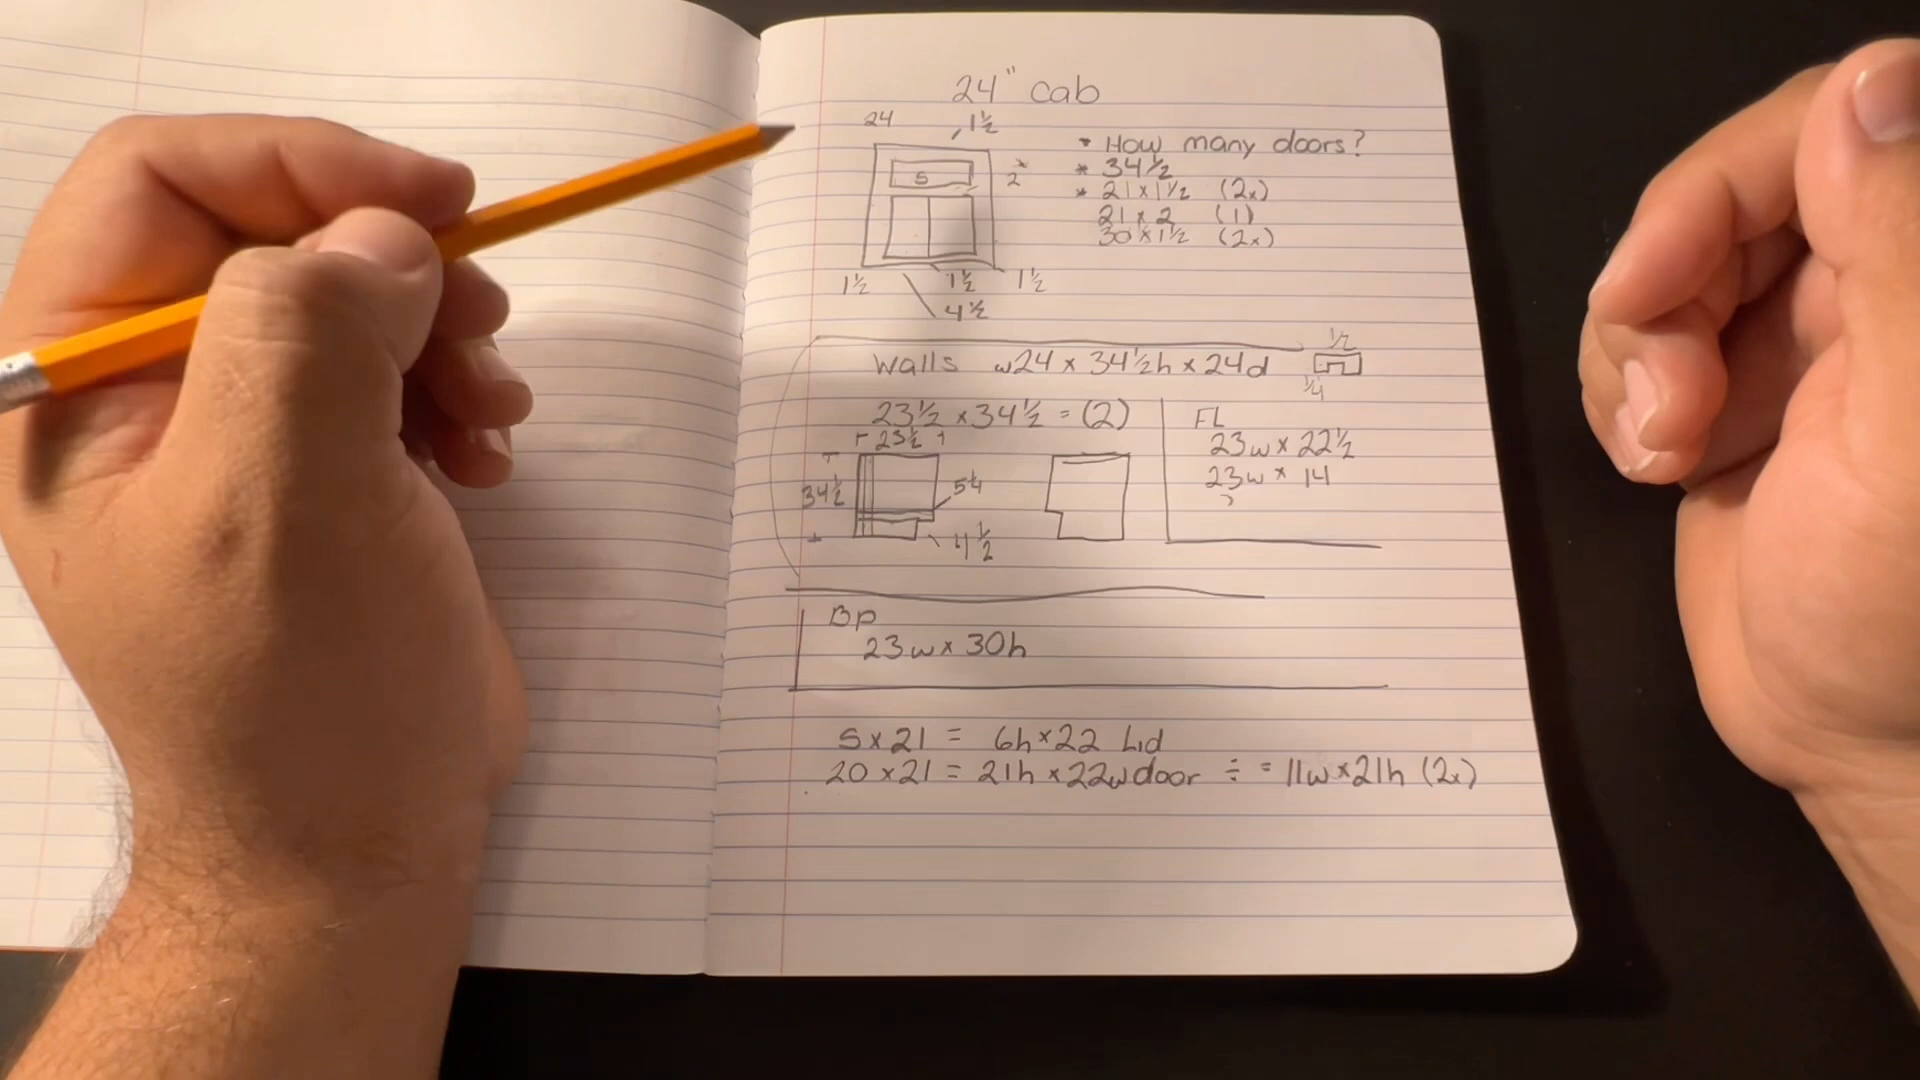 24" cab
24
1½
5
2"
1½
1½
1½
4½
• How many doors?
* 34½
* 21 x 1½ (2x)
21 x 2 (1)
30 x 1½ (2x)
Walls w24 x 34½h x 24d
½
¼
23½ x 34½ = (2)
23½
34½
5¼
4½
FL
23w x 22½
23w x 14
BP
23w x 30h
5 x 21 = 6h x 22 Lid
20 x 21 = 21h x 22w door ÷ = 11w x 21h (2x)